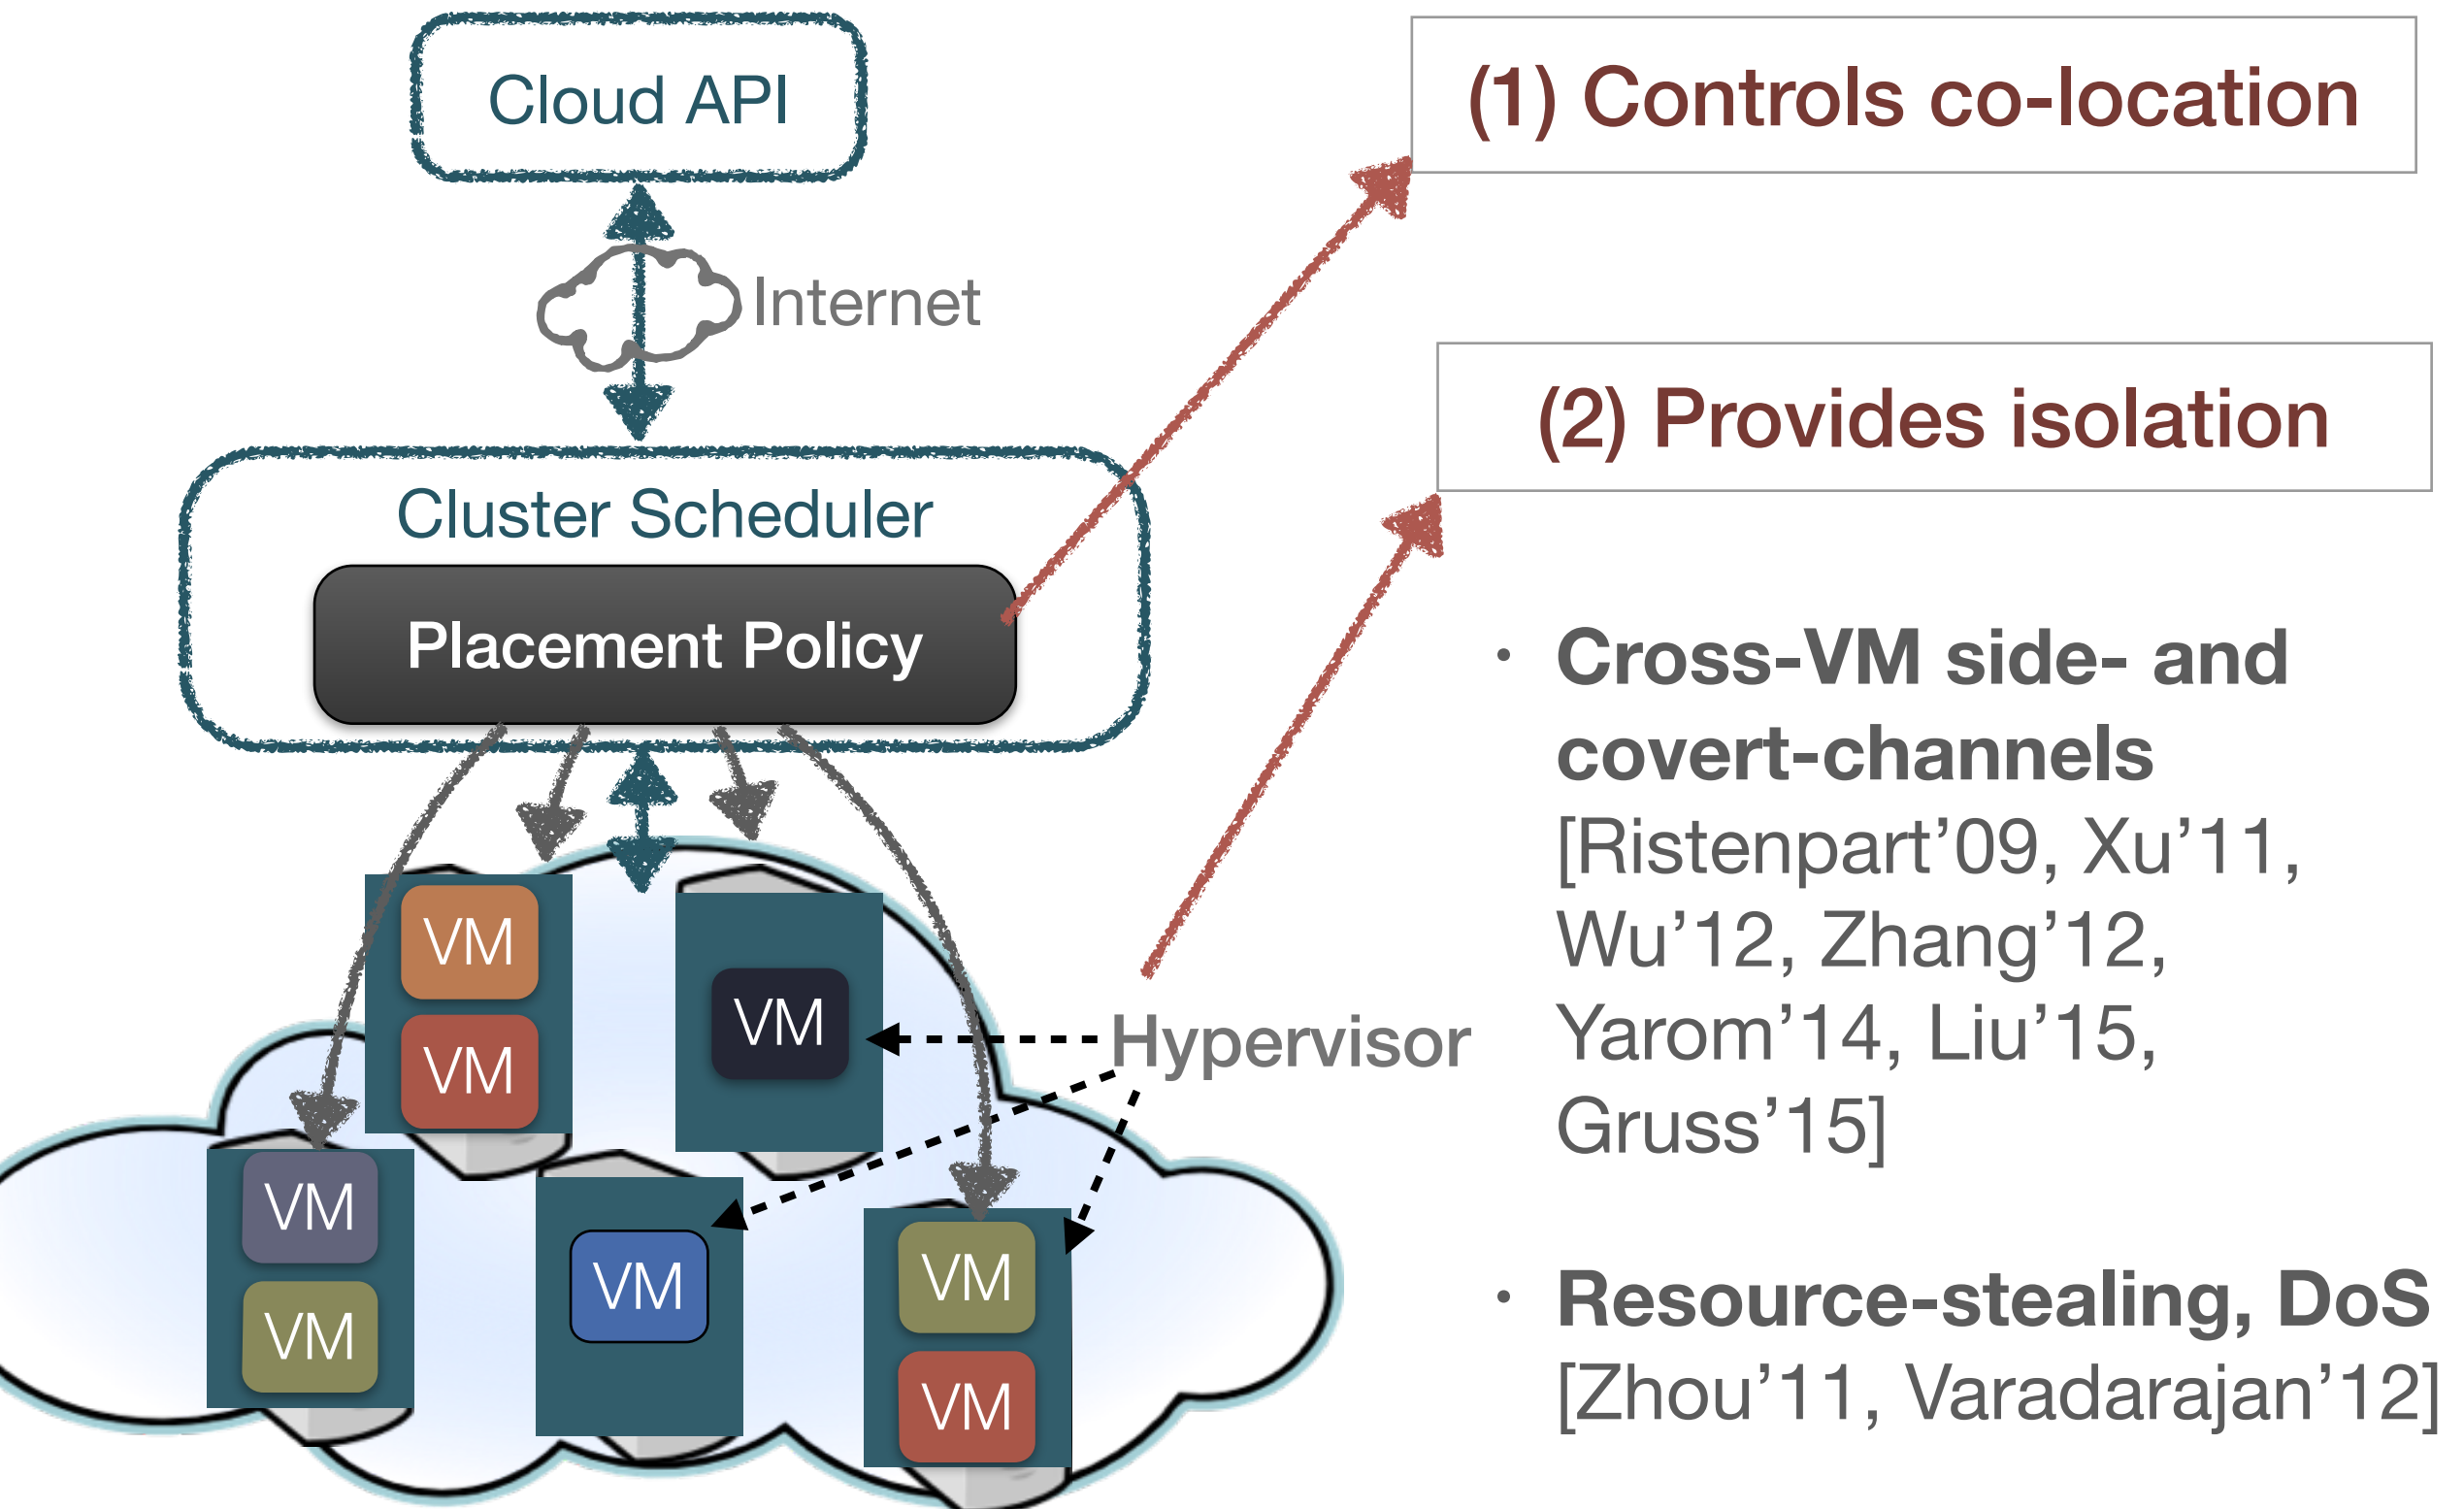 Cloud API
Internet
Cluster Scheduler
Placement Policy
VM
VM
VM
VM
VM
VM
VM
VM
Hypervisor
(1) Controls co-location
(2) Provides isolation
• Cross-VM side- and
covert-channels
[Ristenpart’09, Xu’11,
Wu’12, Zhang’12,
Yarom’14, Liu’15,
Gruss’15]
• Resource-stealing, DoS
[Zhou’11, Varadarajan’12]